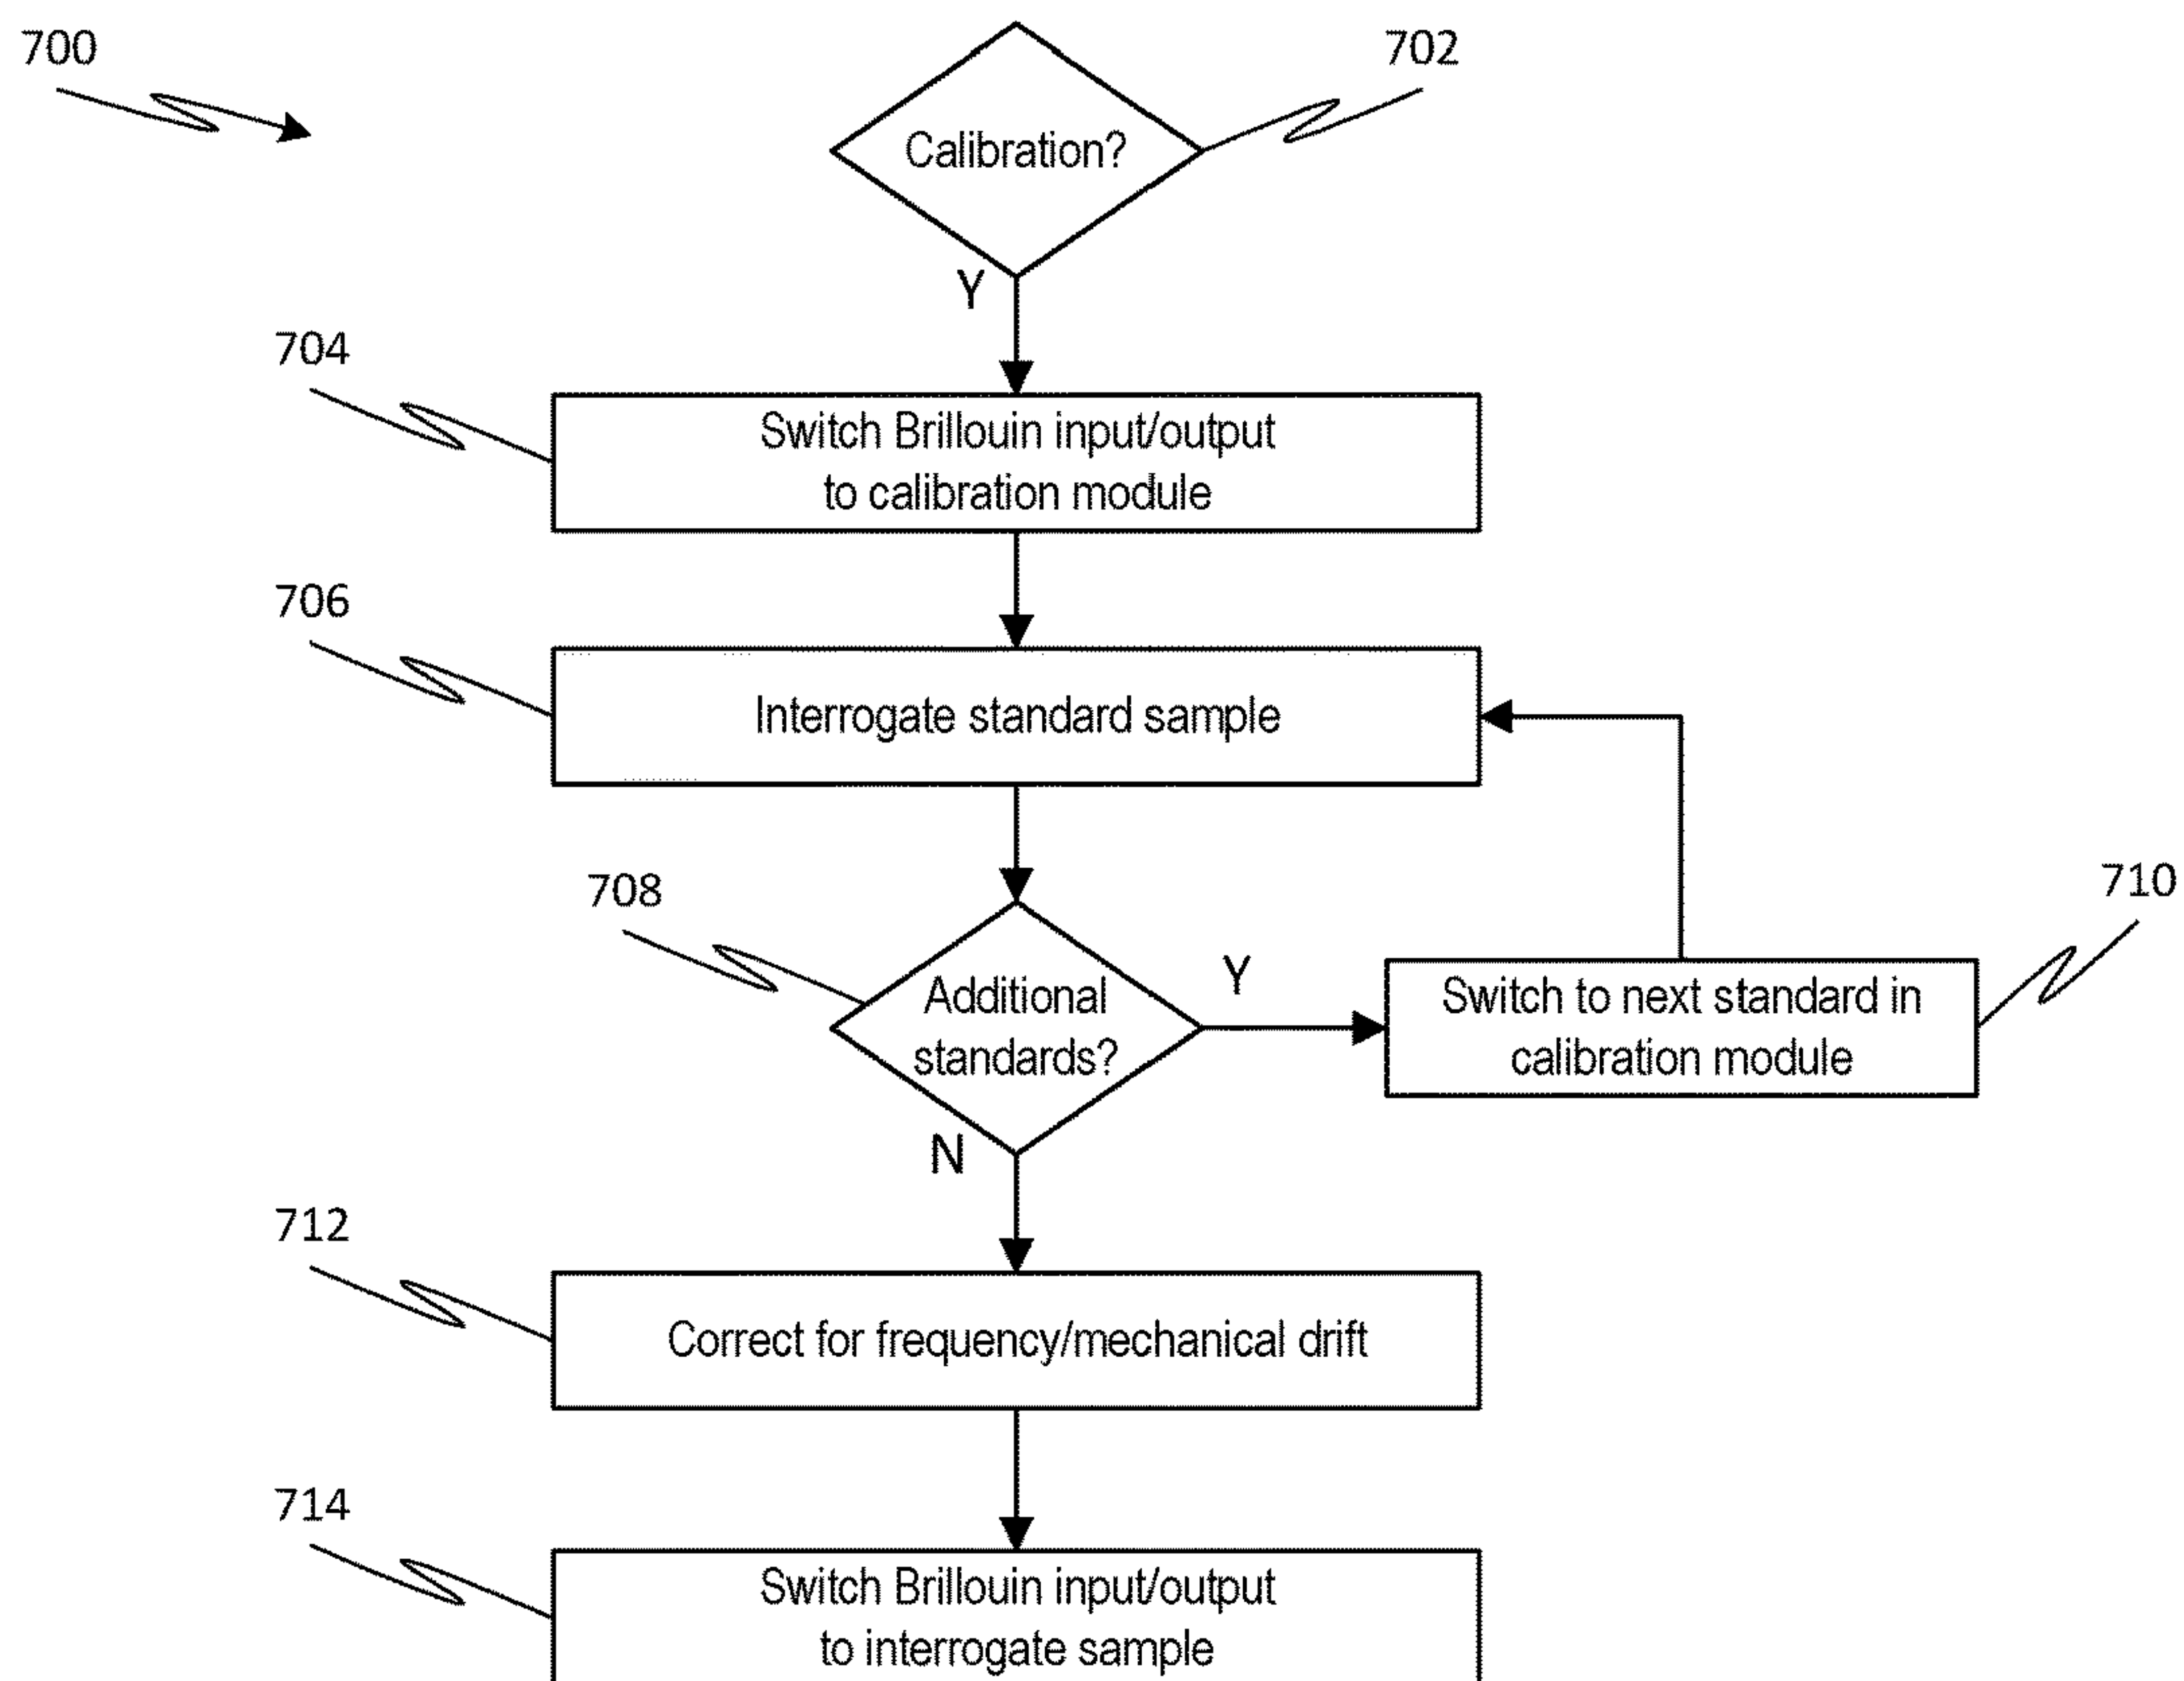 700
702
Calibration?
Y
704
Switch Brillouin input/output
to calibration module
706
Interrogate standard sample
708
Additional
standards?
Y
710
Switch to next standard in
calibration module
N
712
Correct for frequency/mechanical drift
714
Switch Brillouin input/output
to interrogate sample